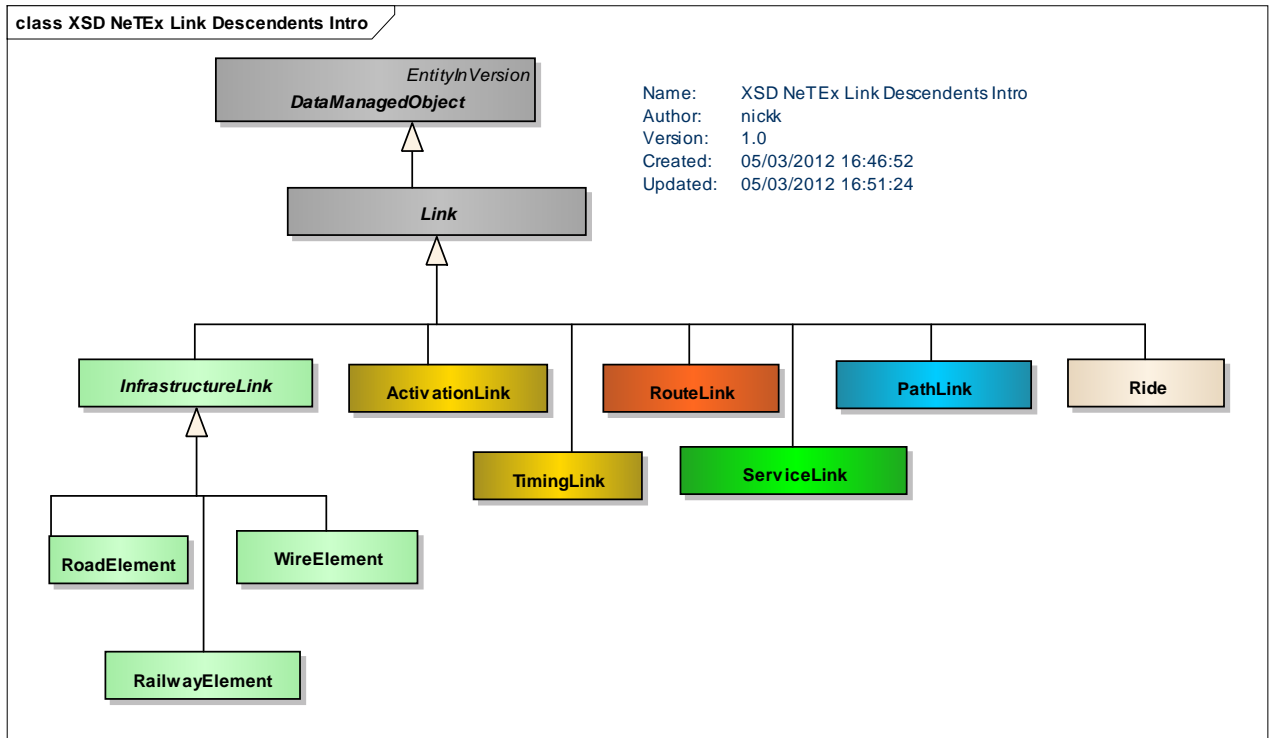 class XSD NeTEx Link Descendents Intro
EntityInVersion
DataManagedObject
Name: XSD NeTEx Link Descendents Intro
Author: nickk
Version: 1.0
Created: 05/03/2012 16:46:52
Updated: 05/03/2012 16:51:24
Link
InfrastructureLink
ActivationLink
RouteLink
PathLink
Ride
TimingLink
ServiceLink
RoadElement
WireElement
RailwayElement